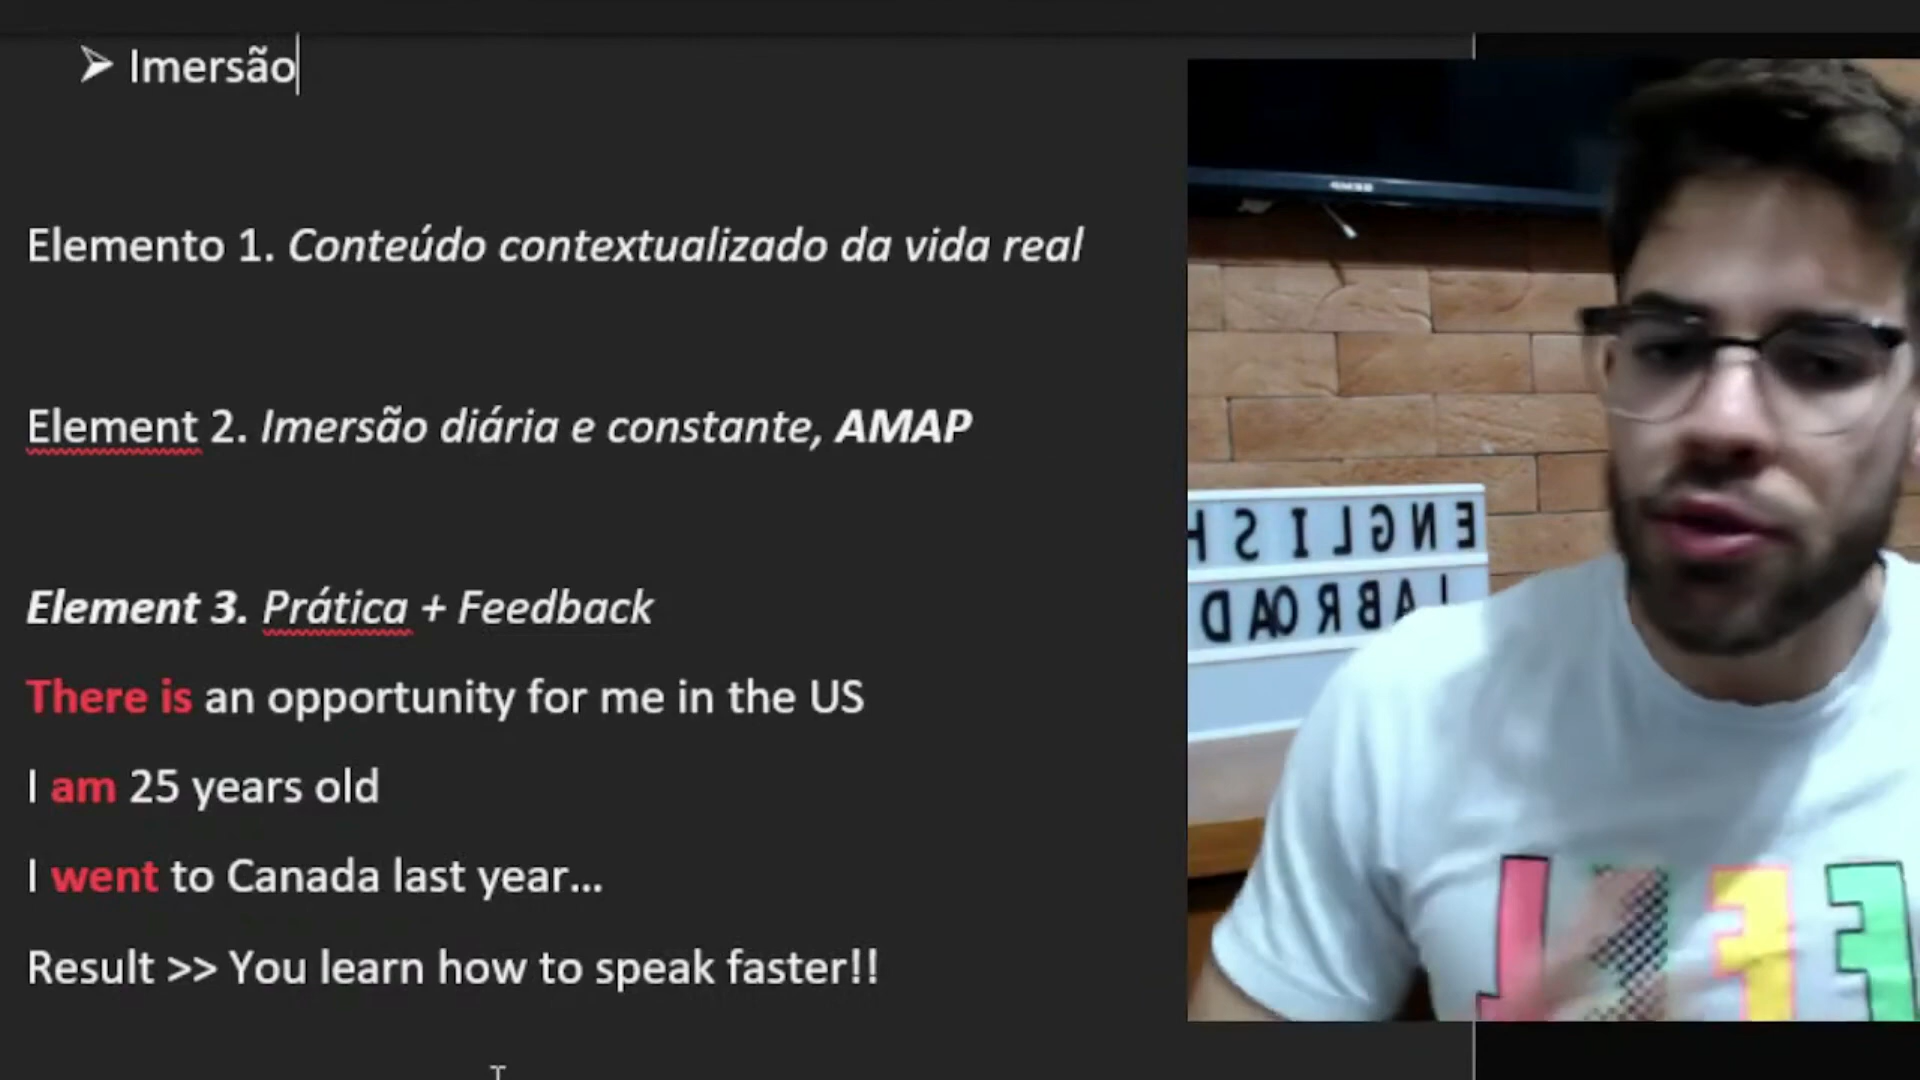 Imersão
Elemento 1. Conteúdo contextualizado da vida real
Element 2. Imersão diária e constante, AMAP
Element 3. Prática + Feedback
There is an opportunity for me in the US
I am 25 years old
I went to Canada last year...
Result >> You learn how to speak faster!!
ENGLISH
ABROAD